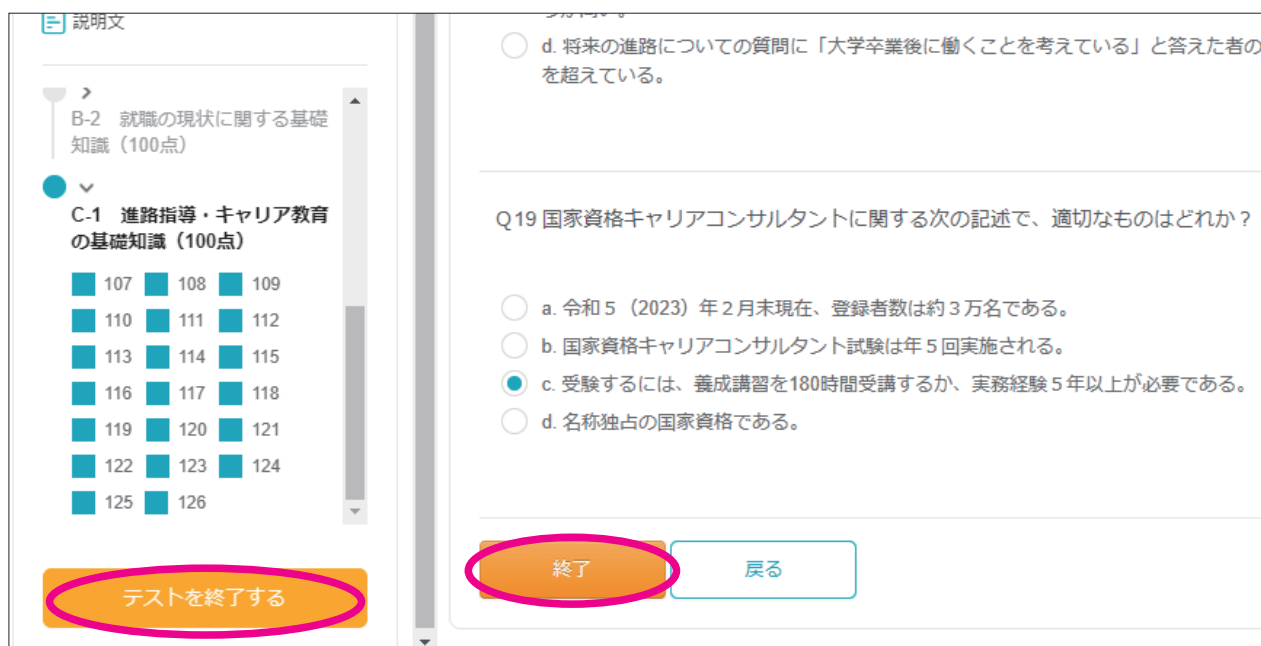 説明文
B-2　就職の現状に関する基礎
知識（100点）
C-1　進路指導・キャリア教育
の基礎知識（100点）
107 108 109
110 111 112
113 114 115
116 117 118
119 120 121
122 123 124
125 126
テストを終了する
d. 将来の進路についての質問に「大学卒業後に働くことを考えている」と答えた者の
を超えている。
Q19 国家資格キャリアコンサルタントに関する次の記述で、適切なものはどれか？
a. 令和５（2023）年２月末現在、登録者数は約３万名である。
b. 国家資格キャリアコンサルタント試験は年５回実施される。
c. 受験するには、養成講習を180時間受講するか、実務経験５年以上が必要である。
d. 名称独占の国家資格である。
終了
戻る